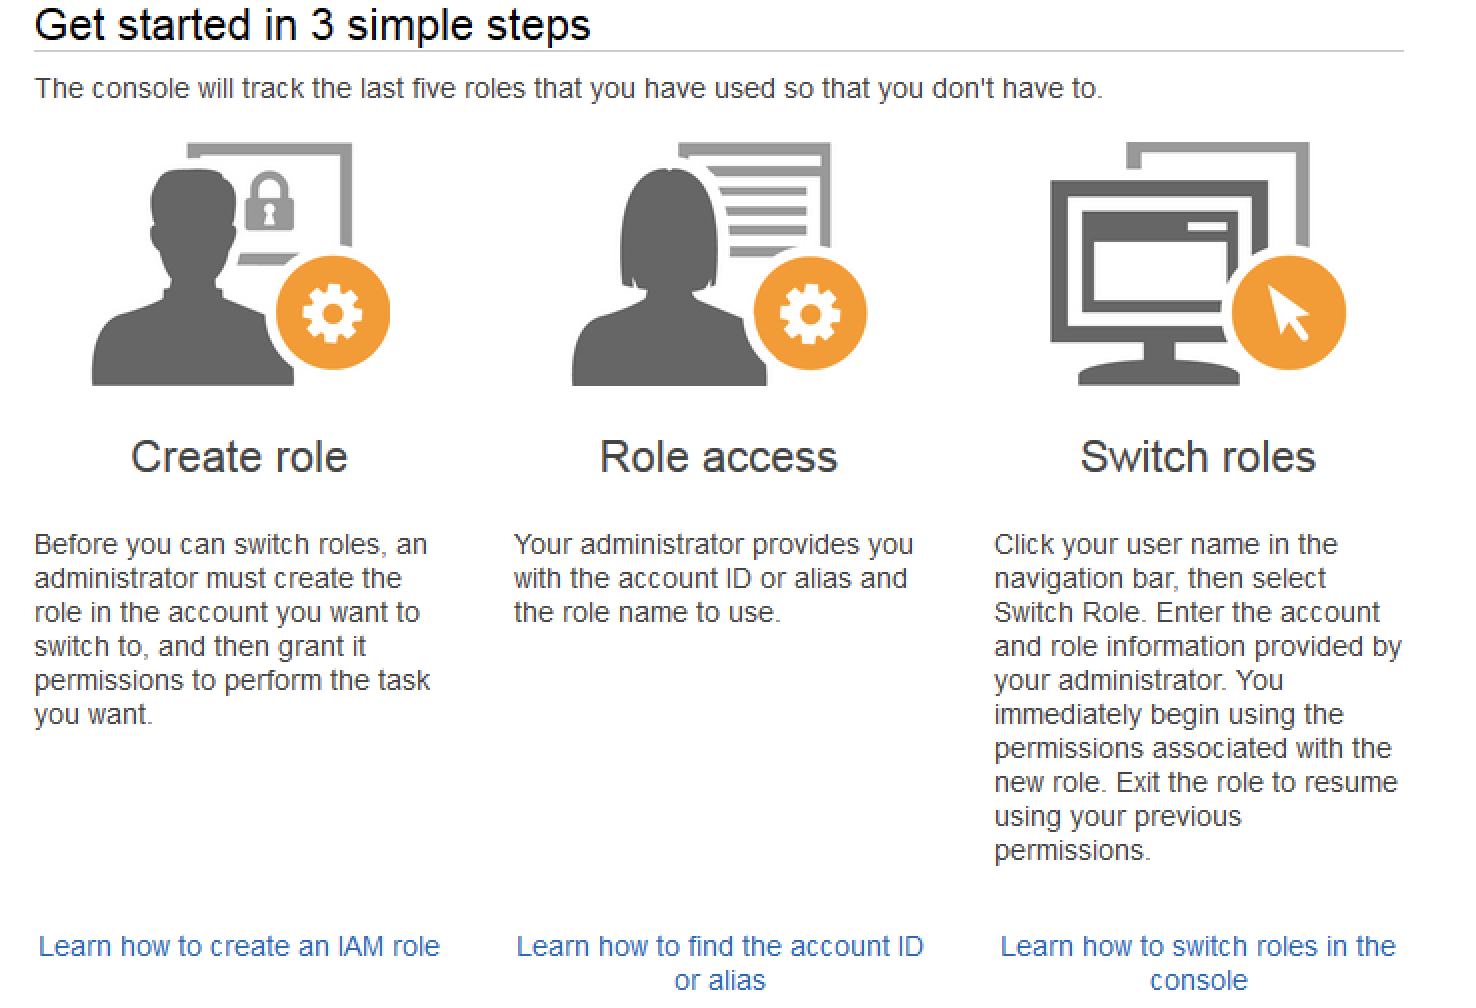 Get started in 3 simple steps
The console will track the last five roles that you have used so that you don't have to.
Create role
Before you can switch roles, an
administrator must create the
role in the account you want to
switch to, and then grant it
permissions to perform the task
you want.
Learn how to create an IAM role
Role access
Your administrator provides you
with the account ID or alias and
the role name to use.
Learn how to find the account ID
or alias
Switch roles
Click your user name in the
navigation bar, then select
Switch Role. Enter the account
and role information provided by
your administrator. You
immediately begin using the
permissions associated with the
new role. Exit the role to resume
using your previous
permissions.
Learn how to switch roles in the
console